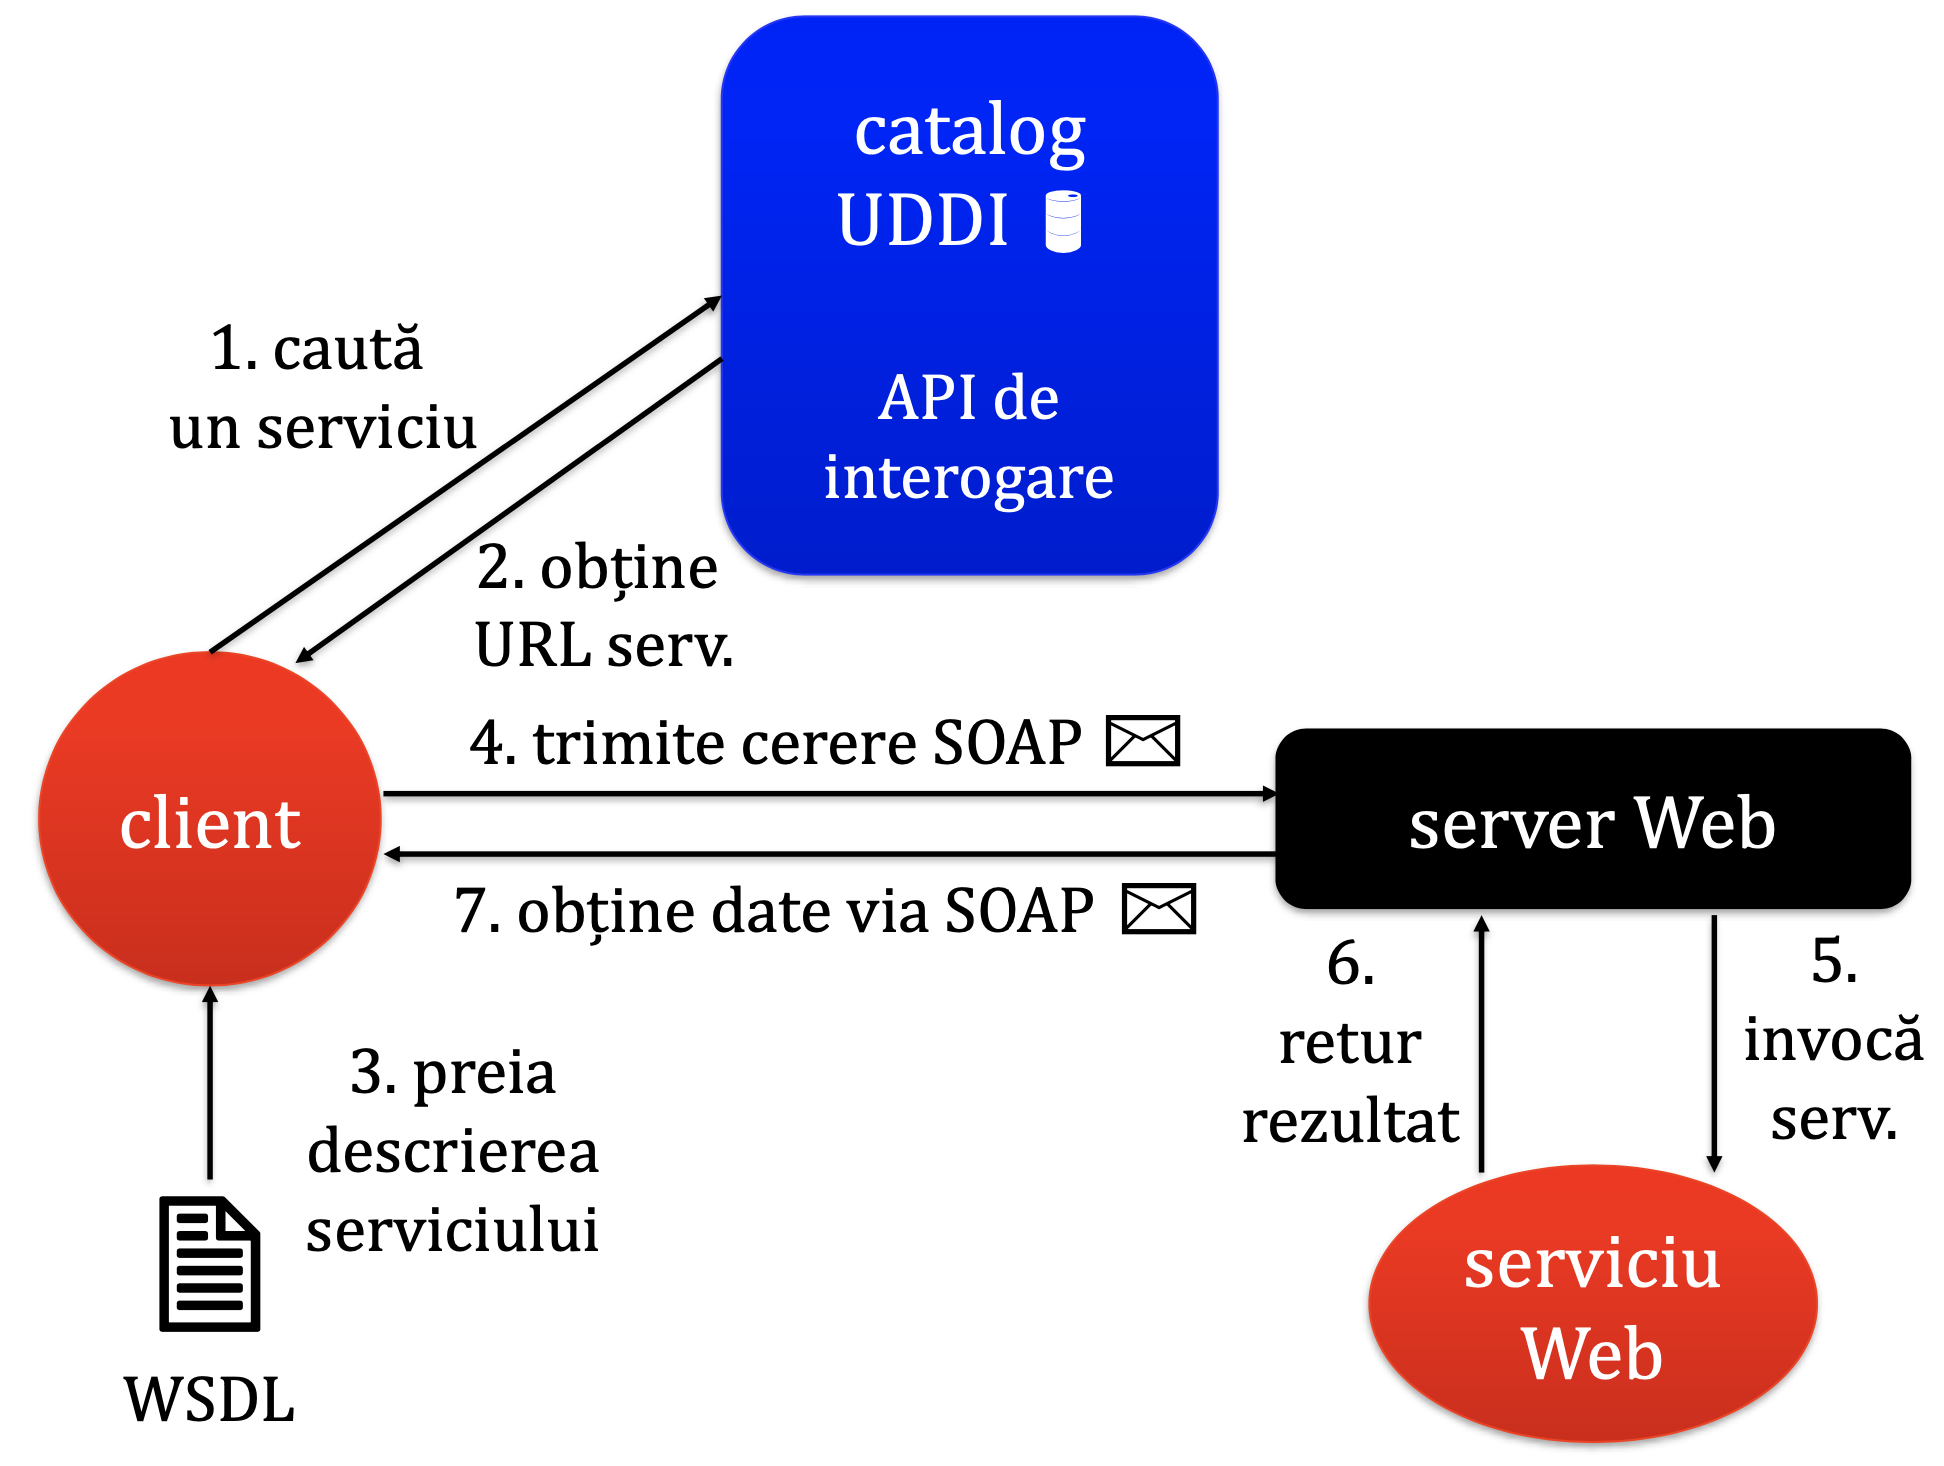 catalog
UDDI
API de
interogare
1. caută
un serviciu
2. obține
URL serv.
4. trimite cerere SOAP
client
server Web
7. obține date via SOAP
6.
retur
rezultat
5.
invocă
serv.
3. preia
descrierea
serviciului
serviciu
Web
WSDL